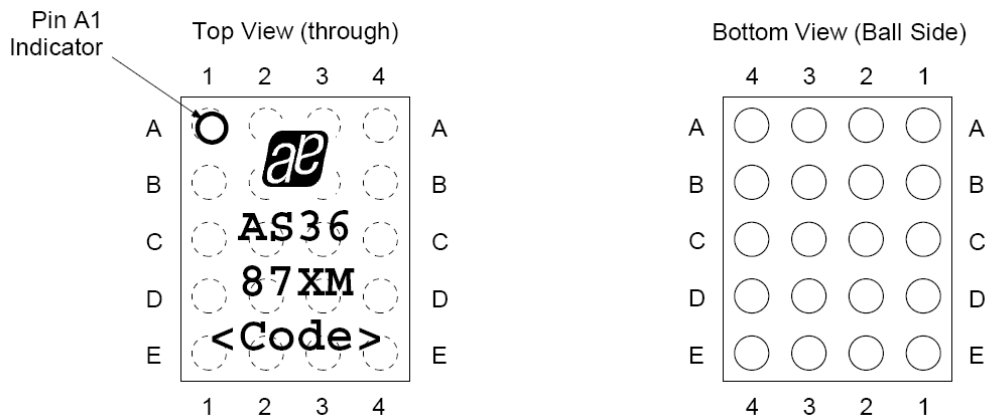 Pin A1
Indicator
Top View (through)
1 2 3 4
A A
B B
C C
D D
E E
1 2 3 4
ae
AS36
87XM
<Code>
Bottom View (Ball Side)
4 3 2 1
A A
B B
C C
D D
E E
4 3 2 1